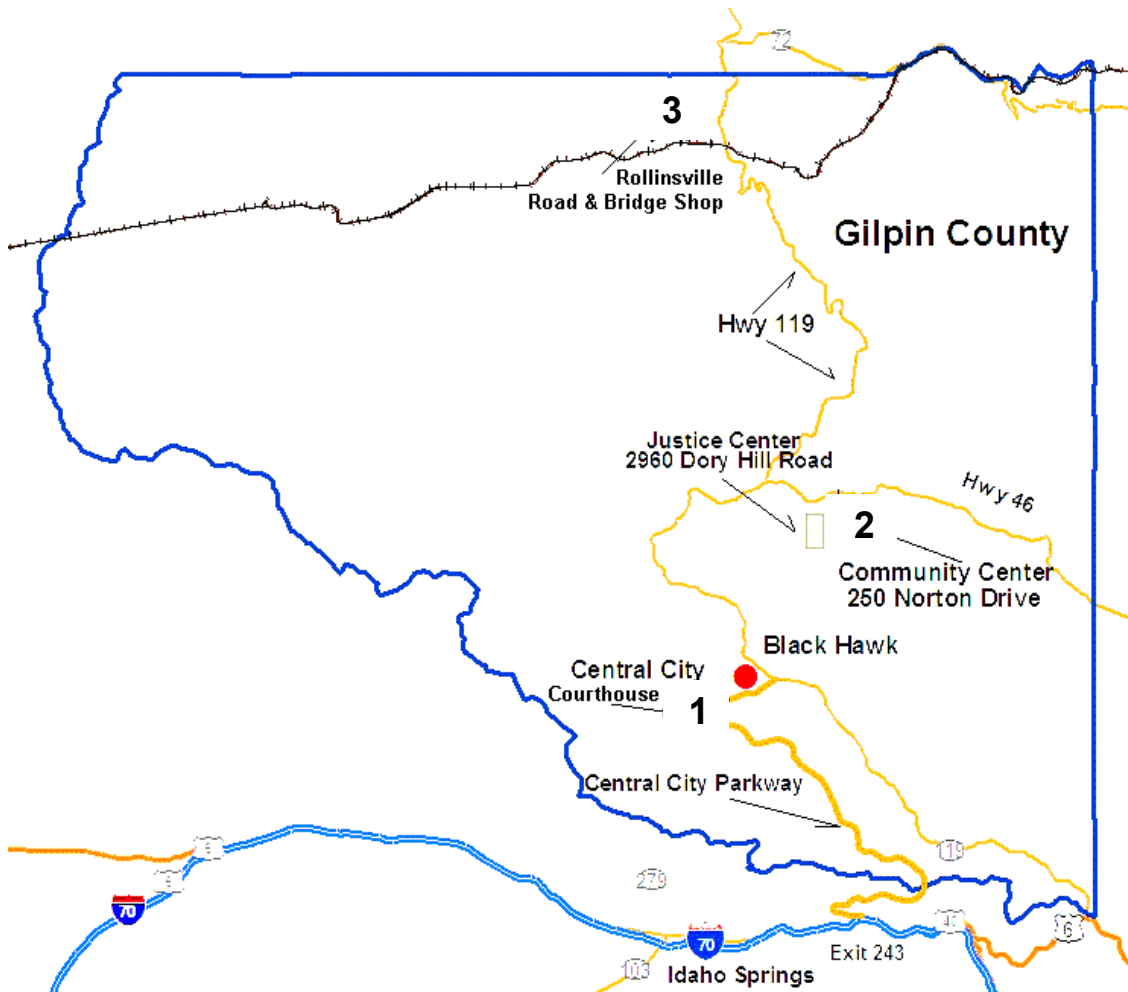 72
3
Rollinsville
Road & Bridge Shop
Gilpin County
Hwy 119
Justice Center
2960 Dory Hill Road
Hwy 46
2
Community Center
250 Norton Drive
Black Hawk
Central City
Courthouse
1
Central City Parkway
119
6
279
70
40
6
70
Exit 243
103
Idaho Springs